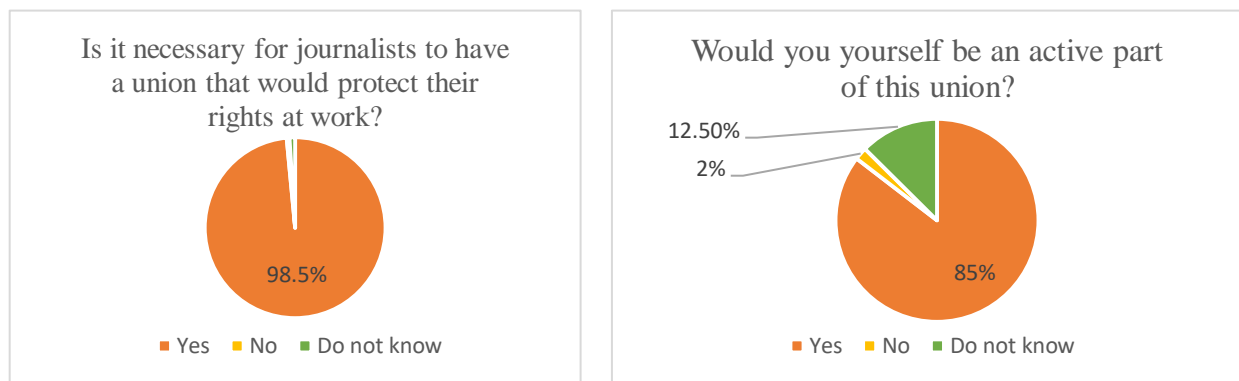 Is it necessary for journalists to have
a union that would protect their
rights at work?
98.5%
Yes No Do not know
Would you yourself be an active part
of this union?
12.50%
2%
85%
Yes No Do not know